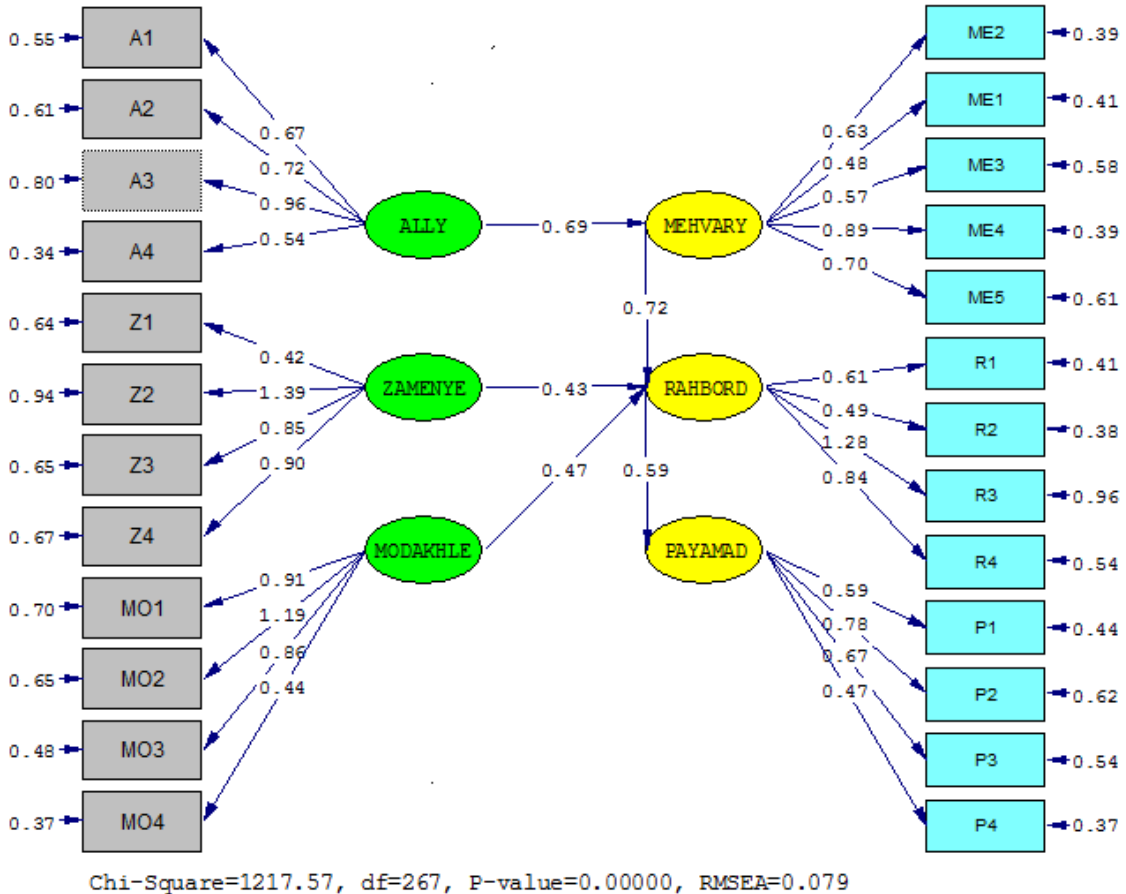 0.55 A1
0.61 A2
0.80 A3
0.34 A4
0.64 Z1
0.94 Z2
0.65 Z3
0.67 Z4
0.70 MO1
0.65 MO2
0.48 MO3
0.37 MO4
0.67
0.72
0.96
0.54
0.42
1.39
0.85
0.90
0.91
1.19
0.86
0.44
ALLY
ZAMENYE
MODAKHLE
0.69
0.72
0.43
0.47
0.59
MEHVARY
RAHBORD
PAYAMAD
0.63
0.48
0.57
0.89
0.70
0.61
0.49
1.28
0.84
0.59
0.78
0.67
0.47
ME2 0.39
ME1 0.41
ME3 0.58
ME4 0.39
ME5 0.61
R1 0.41
R2 0.38
R3 0.96
R4 0.54
P1 0.44
P2 0.62
P3 0.54
P4 0.37
Chi-Square=1217.57, df=267, P-value=0.00000, RMSEA=0.079